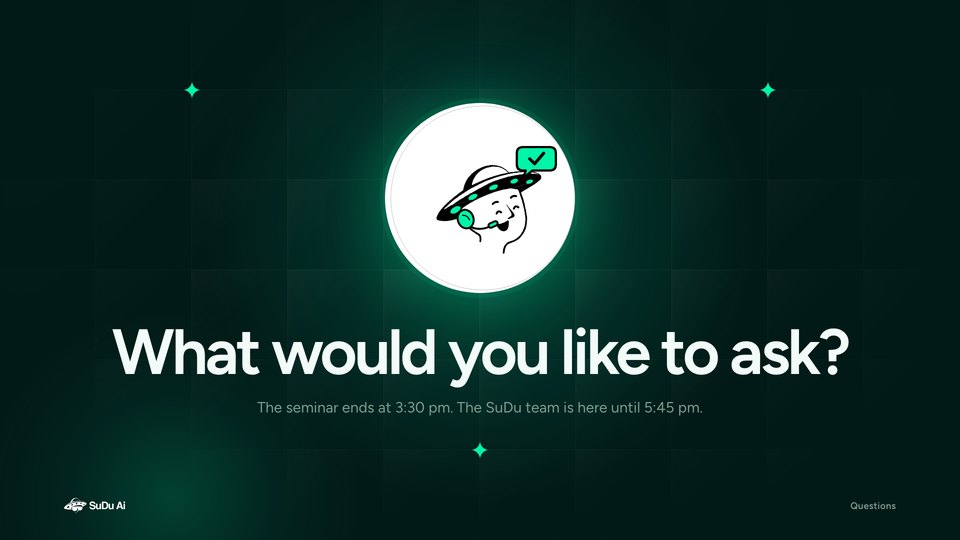 What would you like to ask?
The seminar ends at 3:30 pm. The SuDu team is here until 5:45 pm.
SuDu Ai
Questions